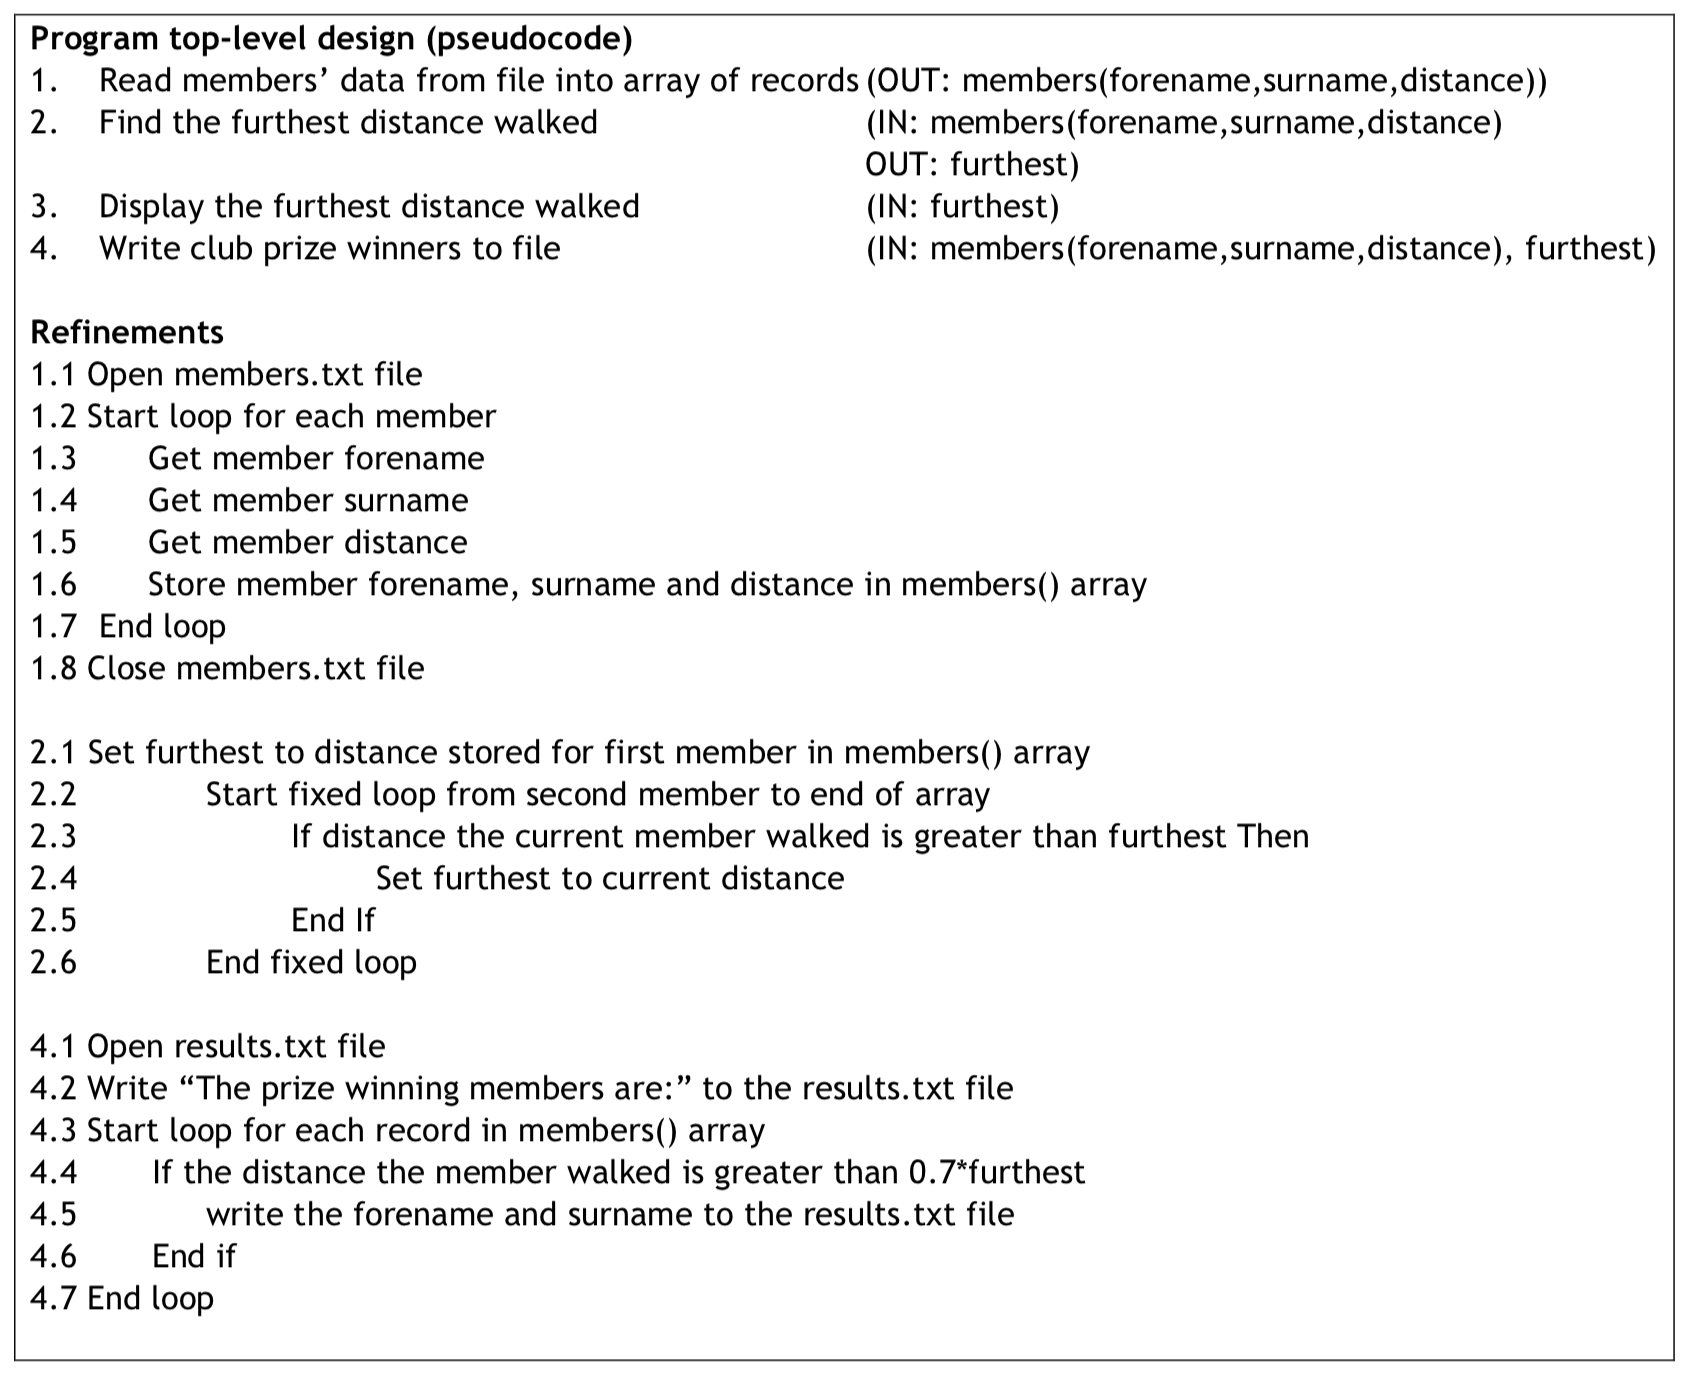 Program top-level design (pseudocode)
1. Read members’ data from file into array of records (OUT: members(forename,surname,distance))
2. Find the furthest distance walked (IN: members(forename,surname,distance)
OUT: furthest)
3. Display the furthest distance walked (IN: furthest)
4. Write club prize winners to file (IN: members(forename,surname,distance), furthest)
Refinements
1.1 Open members.txt file
1.2 Start loop for each member
1.3 Get member forename
1.4 Get member surname
1.5 Get member distance
1.6 Store member forename, surname and distance in members() array
1.7 End loop
1.8 Close members.txt file
2.1 Set furthest to distance stored for first member in members() array
2.2 Start fixed loop from second member to end of array
2.3 If distance the current member walked is greater than furthest Then
2.4 Set furthest to current distance
2.5 End If
2.6 End fixed loop
4.1 Open results.txt file
4.2 Write “The prize winning members are:” to the results.txt file
4.3 Start loop for each record in members() array
4.4 If the distance the member walked is greater than 0.7*furthest
4.5 write the forename and surname to the results.txt file
4.6 End if
4.7 End loop